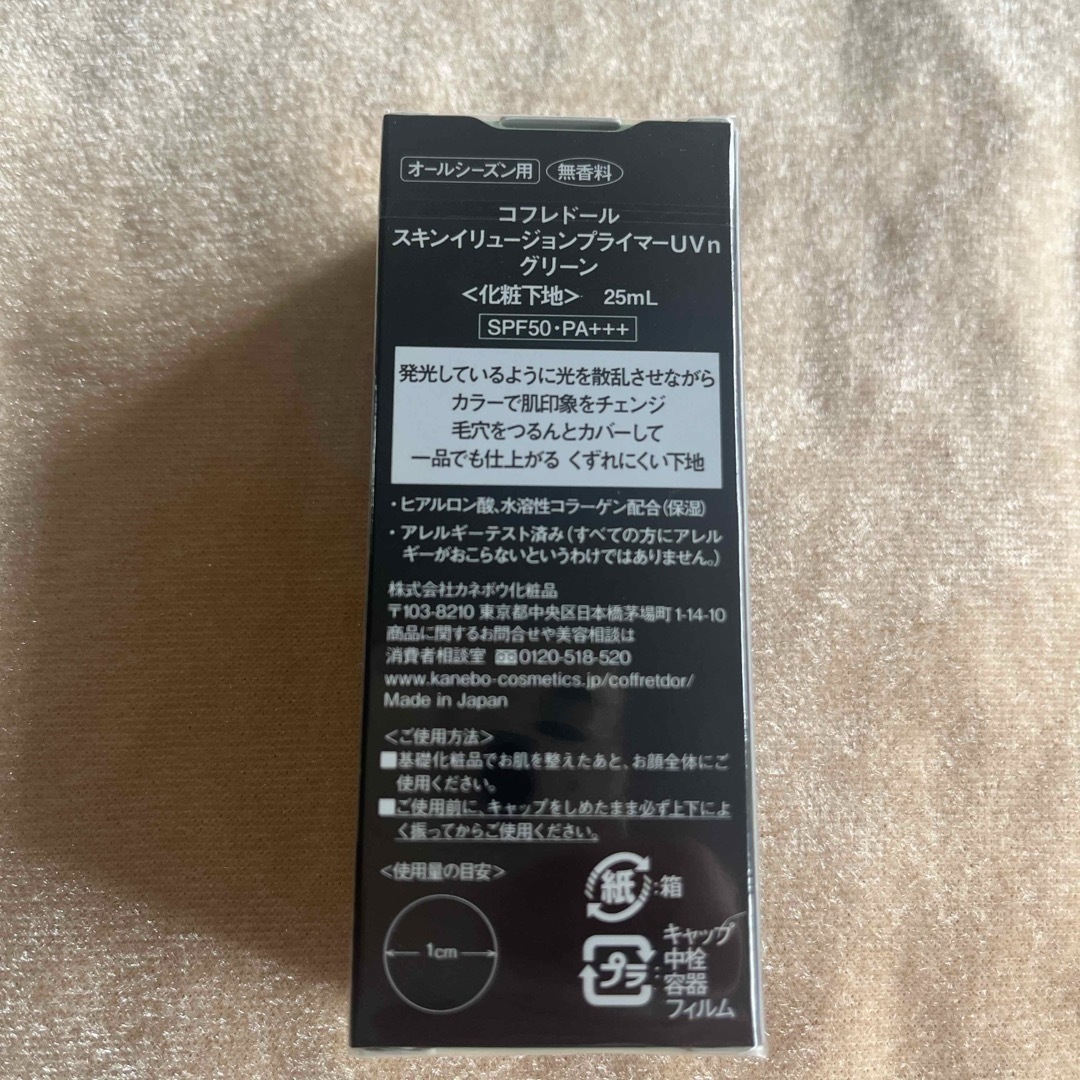 オールシーズン用 無香料
コフレドール
スキンイリュージョンプライマーUVn
グリーン
<化粧下地> 25mL
SPF50・PA+++
発光しているように光を散乱させながら
カラーで肌印象をチェンジ
毛穴をつるんとカバーして
一品でも仕上がる くずれにくい下地
・ヒアルロン酸、水溶性コラーゲン配合(保湿)
・アレルギーテスト済み(すべての方にアレル
ギーがおこらないというわけではありません。)
株式会社カネボウ化粧品
〒103-8210 東京都中央区日本橋茅場町1-14-10
商品に関するお問合せや美容相談は
消費者相談室 0120-518-520
www.kanebo-cosmetics.jp/coffretdor/
Made in Japan
<ご使用方法>
■基礎化粧品でお肌を整えたあと、お顔全体にご
使用ください。
■ご使用前に、キャップをしめたまま必ず上下によ
く振ってからご使用ください。
<使用量の目安>
1cm
紙:箱
プラ:キャップ
中栓
容器
フィルム